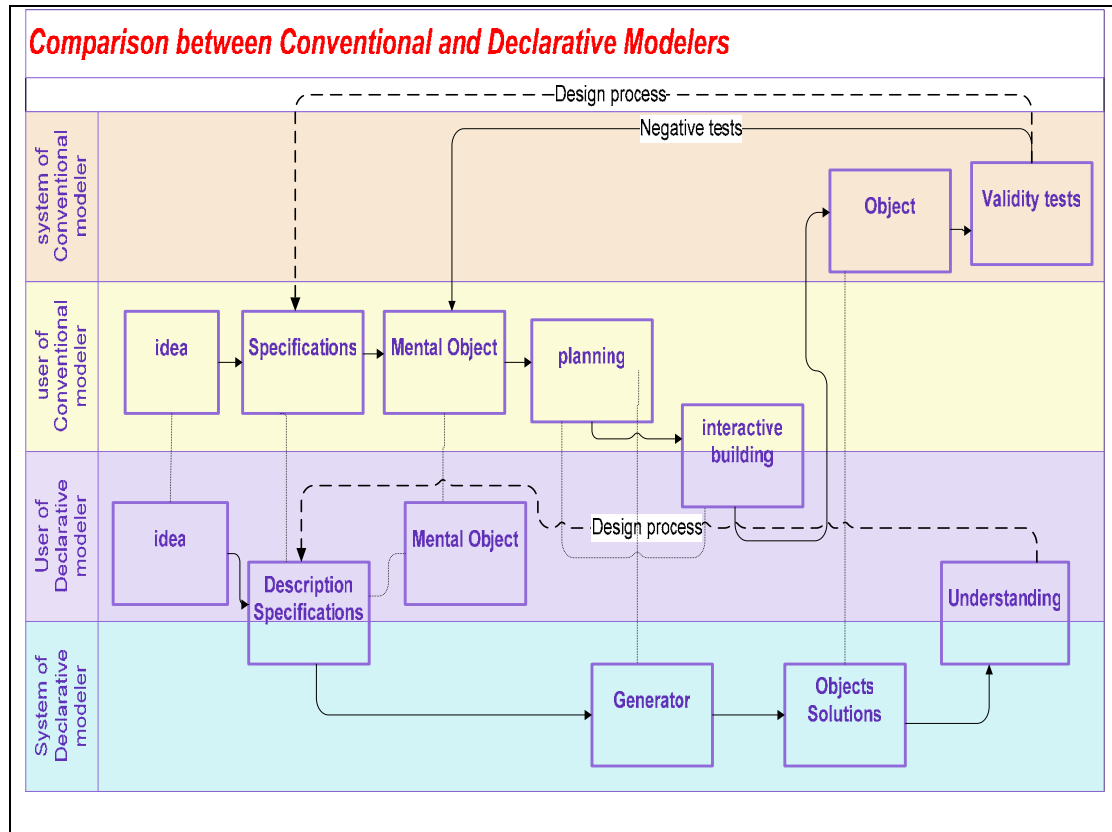 Comparison between Conventional and Declarative Modelers
Design process
Negative tests
system of
Conventional
modeler
Object
Validity tests
user of
Conventional
modeler
idea
Specifications
Mental Object
planning
interactive
building
User of
Declarative
modeler
idea
Description
Specifications
Mental Object
Design process
Understanding
System of
Declarative
modeler
Generator
Objects
Solutions